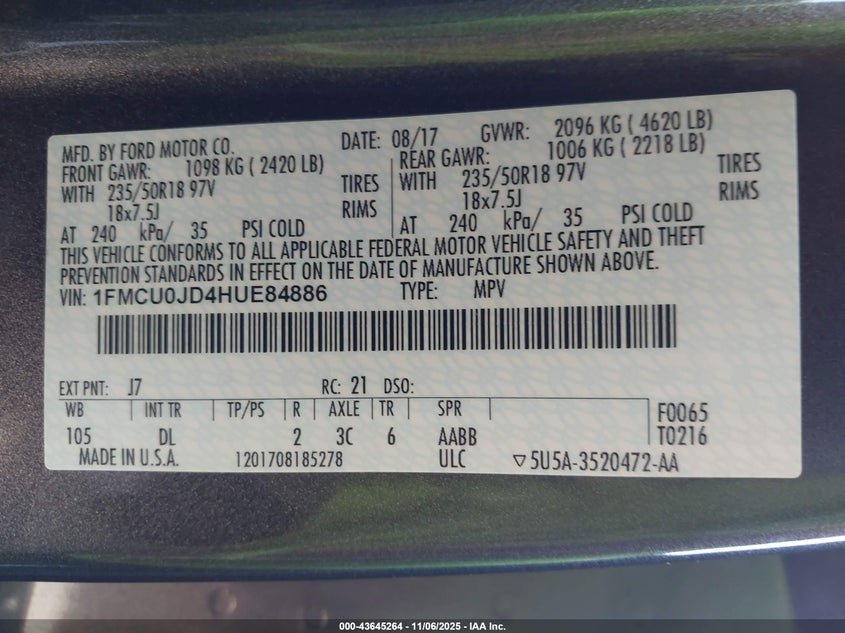 MFD. BY FORD MOTOR CO. DATE: 08/17 GVWR: 2096 KG ( 4620 LB)
FRONT GAWR: 1098 KG ( 2420 LB) REAR GAWR: 1006 KG ( 2218 LB)
WITH 235/50R18 97V TIRES WITH 235/50R18 97V TIRES
18x7.5J RIMS 18x7.5J RIMS
AT 240 kPa/ 35 PSI COLD AT 240 kPa/ 35 PSI COLD
THIS VEHICLE CONFORMS TO ALL APPLICABLE FEDERAL MOTOR VEHICLE SAFETY AND THEFT
PREVENTION STANDARDS IN EFFECT ON THE DATE OF MANUFACTURE SHOWN ABOVE.
VIN: 1FMCU0JD4HUE84886 TYPE: MPV
EXT PNT: J7 RC: 21 DSO:
WB INT TR TP/PS R AXLE TR SPR F0065
105 DL 2 3C 6 AABB T0216
MADE IN U.S.A. 1201708185278 ULC ▽5U5A-3520472-AA
000-43645264 - 11/06/2025 - IAA Inc.